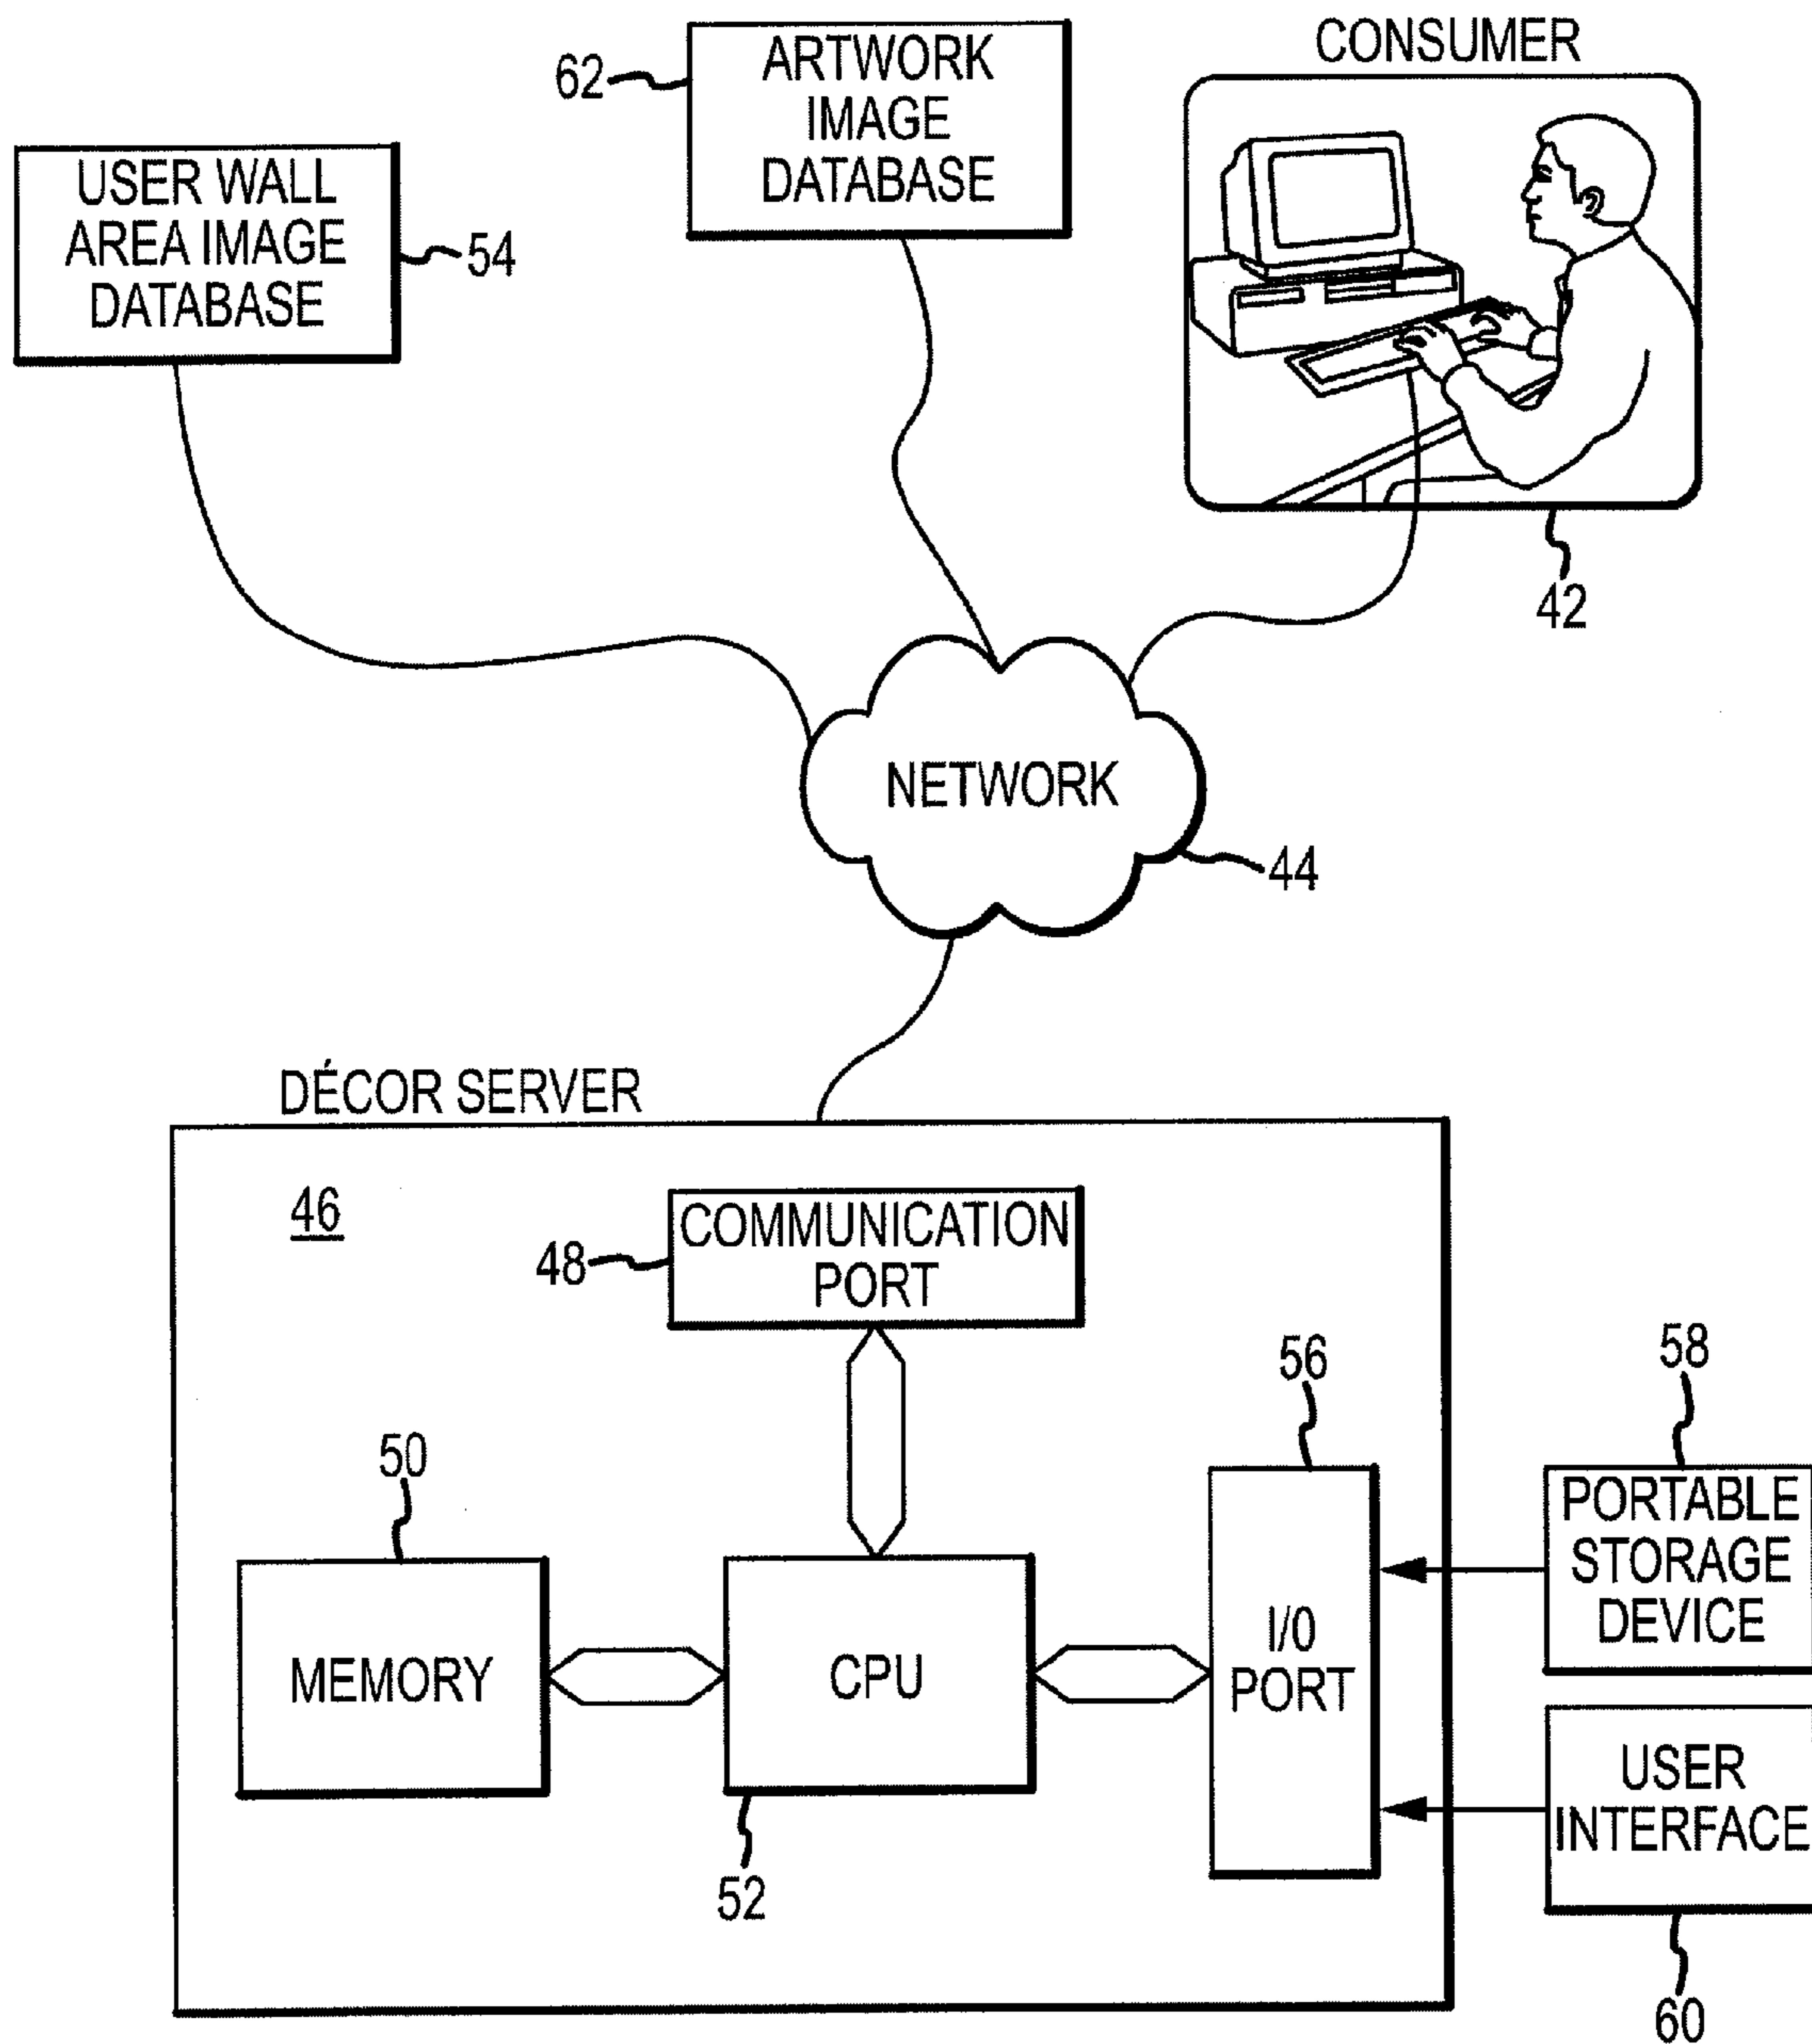 CONSUMER
62
ARTWORK
IMAGE
DATABASE
USER WALL
AREA IMAGE
DATABASE
54
42
NETWORK
44
DÉCOR SERVER
46
COMMUNICATION
PORT
48
56
58
50
PORTABLE
STORAGE
DEVICE
MEMORY
CPU
I/O
PORT
USER
INTERFACE
52
60